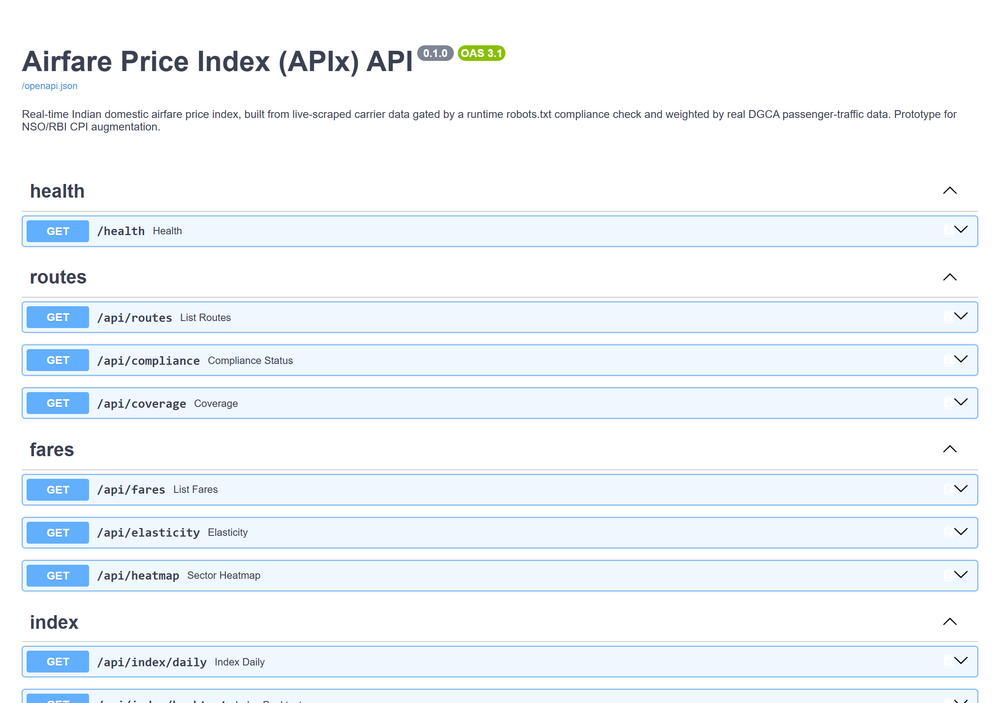 Airfare Price Index (APIx) API 0.1.0 OAS 3.1
/openapi.json
Real-time Indian domestic airfare price index, built from live-scraped carrier data gated by a runtime robots.txt compliance check and weighted by real DGCA passenger-traffic data. Prototype for
NSO/RBI CPI augmentation.
health
GET /health Health
routes
GET /api/routes List Routes
GET /api/compliance Compliance Status
GET /api/coverage Coverage
fares
GET /api/fares List Fares
GET /api/elasticity Elasticity
GET /api/heatmap Sector Heatmap
index
GET /api/index/daily Index Daily
GET